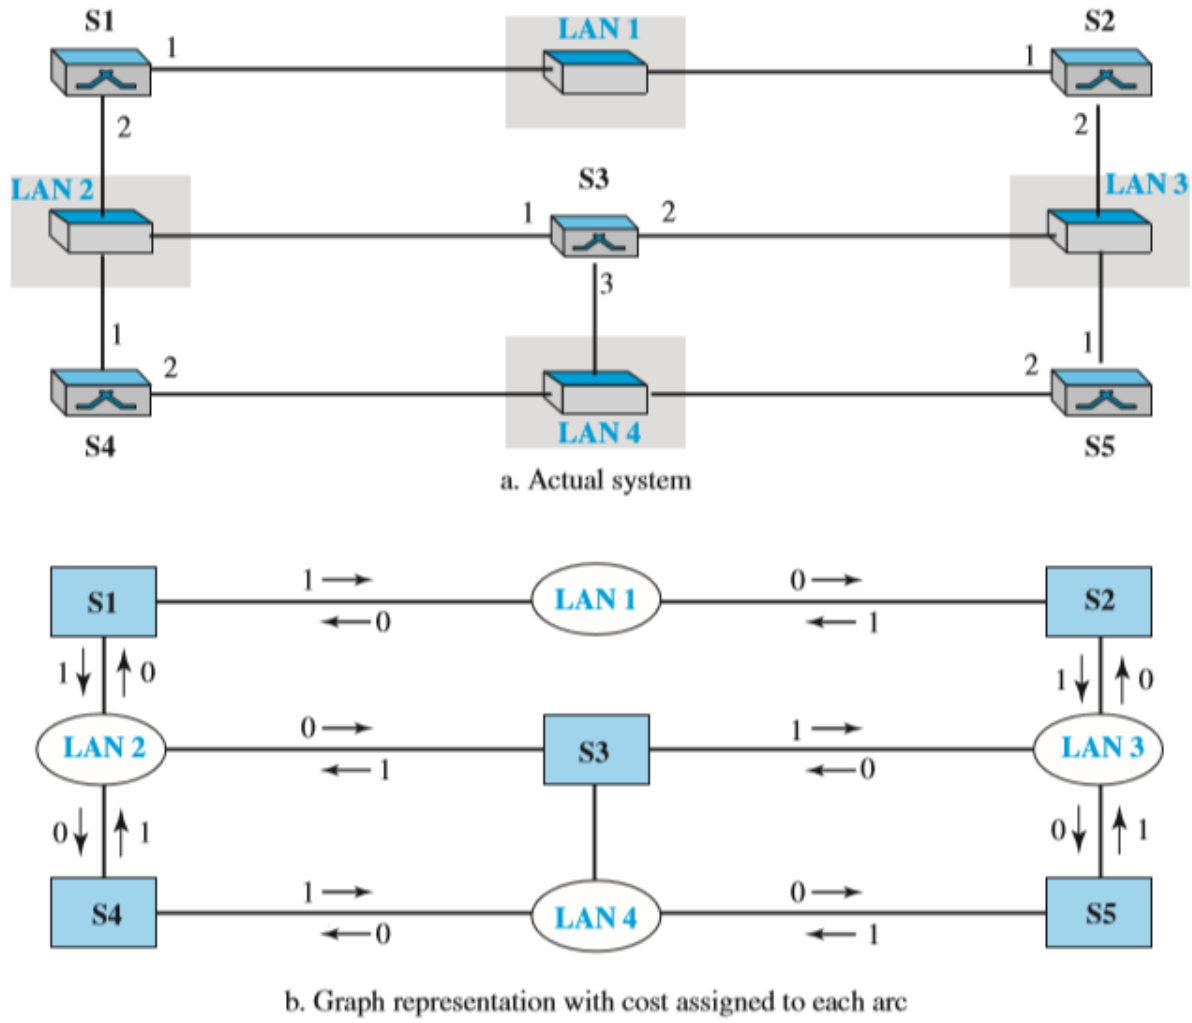 S1
LAN 1
S2
1
1
2
2
LAN 2
S3
LAN 3
1
2
3
1
1
2
2
S4
LAN 4
S5
a. Actual system
1 → 0 →
S1 LAN 1 S2
← 0 ← 1
1 ↓ ↑ 0 1 ↓ ↑ 0
0 → 1 →
LAN 2 S3 LAN 3
← 1 ← 0
0 ↓ ↑ 1 0 ↓ ↑ 1
1 → 0 →
S4 LAN 4 S5
← 0 ← 1
b. Graph representation with cost assigned to each arc